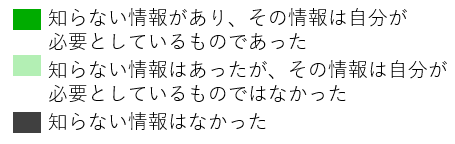 知らない情報があり、その情報は自分が
必要としているものであった
知らない情報はあったが、その情報は自分が
必要としているものではなかった
知らない情報はなかった